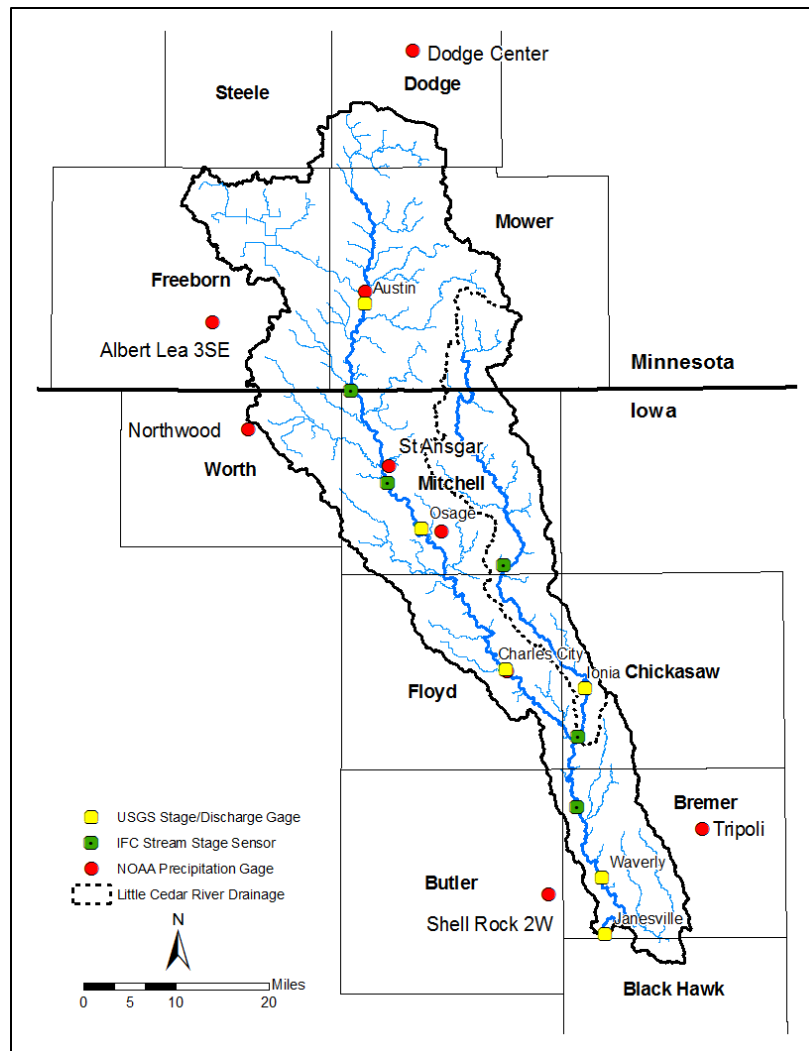 Dodge Center
Dodge
Steele
Mower
Austin
Freeborn
Albert Lea 3SE
Minnesota
Iowa
Northwood
St Ansgar
Worth
Mitchell
Osage
Charles City
Ionia
Chickasaw
Floyd
USGS Stage/Discharge Gage
IFC Stream Stage Sensor
NOAA Precipitation Gage
Little Cedar River Drainage
Bremer
Tripoli
Waverly
Butler
Shell Rock 2W
Janesville
N
Miles
0 5 10 20
Black Hawk